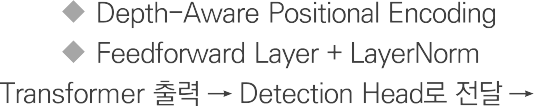 ◆ Depth-Aware Positional Encoding
◆ Feedforward Layer + LayerNorm
Transformer 출력 → Detection Head로 전달 →